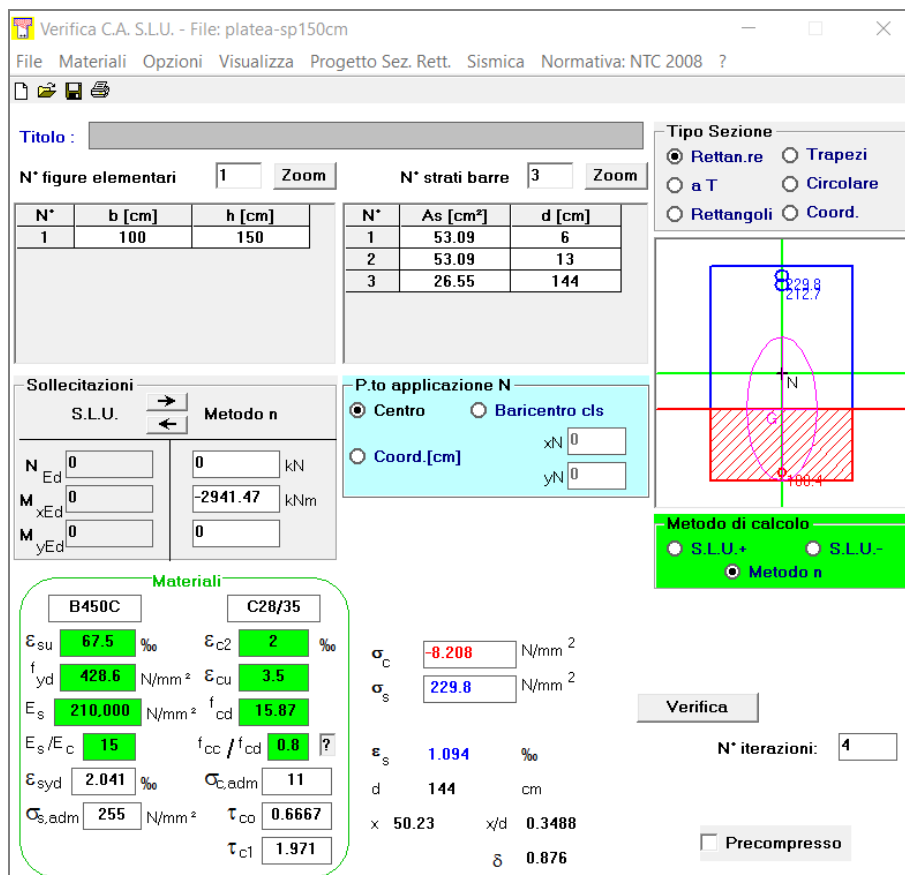 Verifica C.A. S.L.U. - File: platea-sp150cm
File Materiali Opzioni Visualizza Progetto Sez. Rett. Sismica Normativa: NTC 2008 ?
Titolo :
N° figure elementari 1 Zoom
N° strati barre 3 Zoom
N° b [cm] h [cm]
1 100 150
N° As [cm²] d [cm]
1 53.09 6
2 53.09 13
3 26.55 144
Tipo Sezione
Rettan.re Trapezi
a T Circolare
Rettangoli Coord.
229.8
212.7
N
G
Sollecitazioni
S.L.U. Metodo n
N Ed 0 0 kN
M xEd 0 -2941.47 kNm
M yEd 0 0
P.to applicazione N
Centro Baricentro cls
Coord.[cm]
xN 0
yN 0
Metodo di calcolo
S.L.U.+ S.L.U.-
Metodo n
Materiali
B450C C28/35
εsu 67.5 ‰ εc2 2 ‰
fyd 428.6 N/mm² εcu 3.5
Es 210,000 N/mm² fcd 15.87
Es/Ec 15 fcc/fcd 0.8 ?
εsyd 2.041 ‰ σc,adm 11
σs,adm 255 N/mm² τco 0.6667
τc1 1.971
σc -8.208 N/mm²
σs 229.8 N/mm²
εs 1.094 ‰
d 144 cm
x 50.23 x/d 0.3488
δ 0.876
Verifica
N° iterazioni: 4
Precompresso